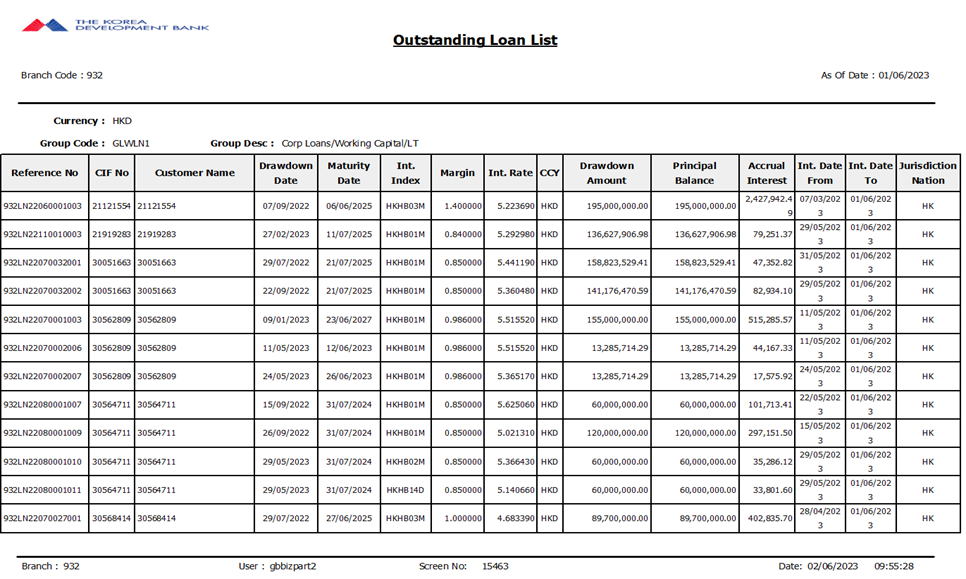 THE KOREA
DEVELOPMENT BANK
Outstanding Loan List
Branch Code : 932 As Of Date : 01/06/2023
Currency : HKD
Group Code : GLWLN1 Group Desc : Corp Loans/Working Capital/LT
Reference No CIF No Customer Name Drawdown Date Maturity Date Int. Index Margin Int. Rate CCY Drawdown Amount Principal Balance Accrual Interest Int. Date From Int. Date To Jurisdiction Nation
932LN22060001003 21121554 21121554 07/09/2022 06/06/2025 HKHB03M 1.400000 5.223690 HKD 195,000,000.00 195,000,000.00 2,427,942.49 07/03/2023 01/06/2023 HK
932LN22110010003 21919283 21919283 27/02/2023 11/07/2025 HKHB01M 0.840000 5.292980 HKD 136,627,906.98 136,627,906.98 79,251.37 29/05/2023 01/06/2023 HK
932LN22070032001 30051663 30051663 29/07/2022 21/07/2025 HKHB01M 0.850000 5.441190 HKD 158,823,529.41 158,823,529.41 47,352.82 31/05/2023 01/06/2023 HK
932LN22070032002 30051663 30051663 22/09/2022 21/07/2025 HKHB01M 0.850000 5.360480 HKD 141,176,470.59 141,176,470.59 82,934.10 29/05/2023 01/06/2023 HK
932LN22070001003 30562809 30562809 09/01/2023 23/06/2027 HKHB01M 0.986000 5.515520 HKD 155,000,000.00 155,000,000.00 515,285.57 11/05/2023 01/06/2023 HK
932LN22070002006 30562809 30562809 11/05/2023 12/06/2023 HKHB01M 0.986000 5.515520 HKD 13,285,714.29 13,285,714.29 44,167.33 11/05/2023 01/06/2023 HK
932LN22070002007 30562809 30562809 24/05/2023 26/06/2023 HKHB01M 0.986000 5.365170 HKD 13,285,714.29 13,285,714.29 17,575.92 24/05/2023 01/06/2023 HK
932LN22080001007 30564711 30564711 15/09/2022 31/07/2024 HKHB01M 0.850000 5.625060 HKD 60,000,000.00 60,000,000.00 101,713.41 22/05/2023 01/06/2023 HK
932LN22080001009 30564711 30564711 26/09/2022 31/07/2024 HKHB01M 0.850000 5.021310 HKD 120,000,000.00 120,000,000.00 297,151.50 15/05/2023 01/06/2023 HK
932LN22080001010 30564711 30564711 29/05/2023 31/07/2024 HKHB02M 0.850000 5.366430 HKD 60,000,000.00 60,000,000.00 35,286.12 29/05/2023 01/06/2023 HK
932LN22080001011 30564711 30564711 29/05/2023 31/07/2024 HKHB14D 0.850000 5.140660 HKD 60,000,000.00 60,000,000.00 33,801.60 29/05/2023 01/06/2023 HK
932LN22070027001 30568414 30568414 29/07/2022 27/06/2025 HKHB03M 1.000000 4.683390 HKD 89,700,000.00 89,700,000.00 402,835.70 28/04/2023 01/06/2023 HK
Branch : 932 User : gbbizpart2 Screen No: 15463 Date: 02/06/2023 09:55:28